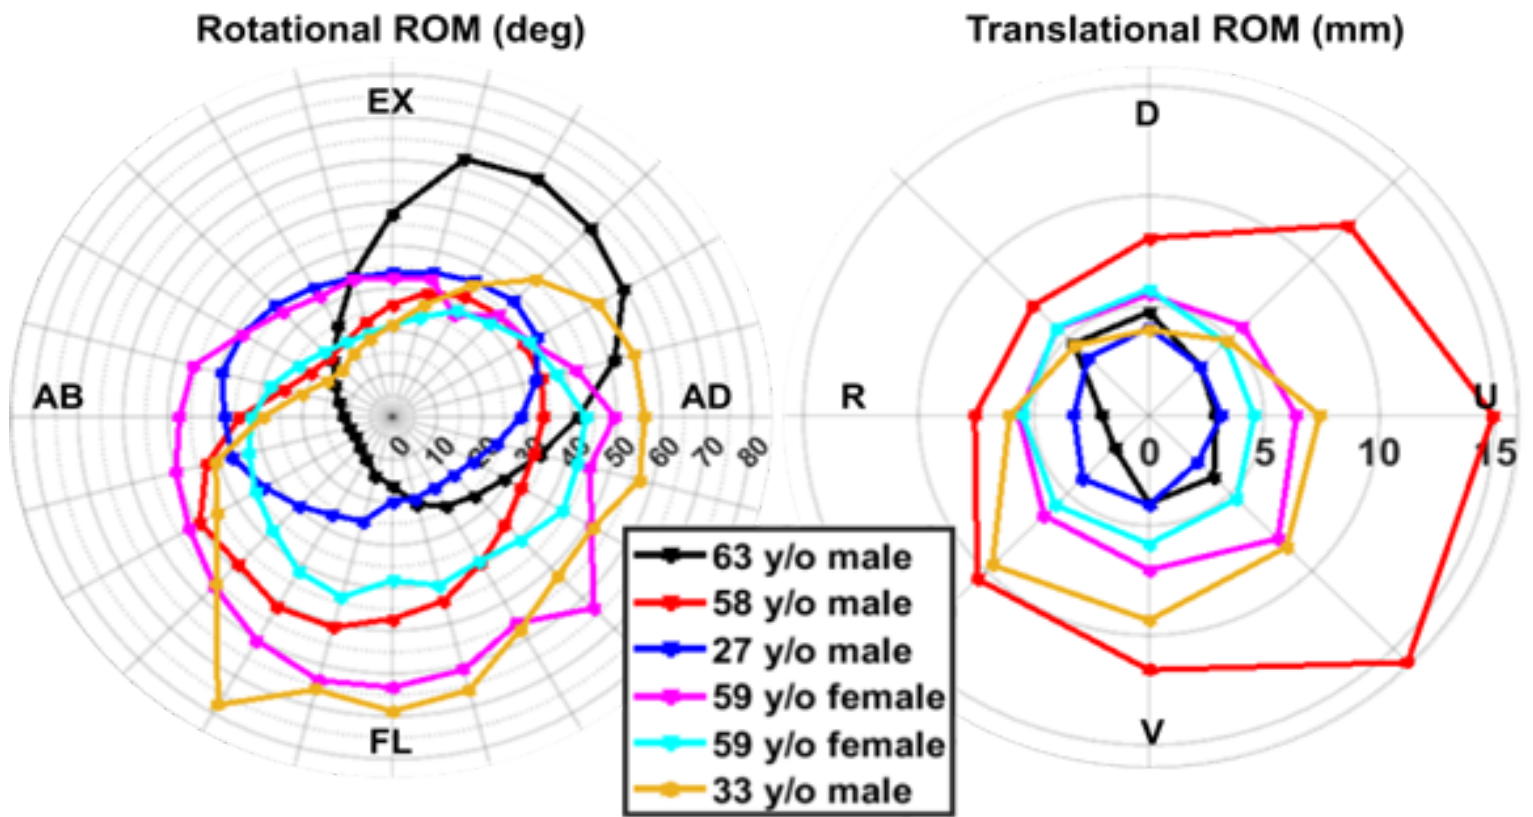 Rotational ROM (deg)
Translational ROM (mm)
EX
D
AB
AD
R
U
0 10 20 30 40 50 60 70 80
0 5 10 15
FL
V
63 y/o male
58 y/o male
27 y/o male
59 y/o female
59 y/o female
33 y/o male